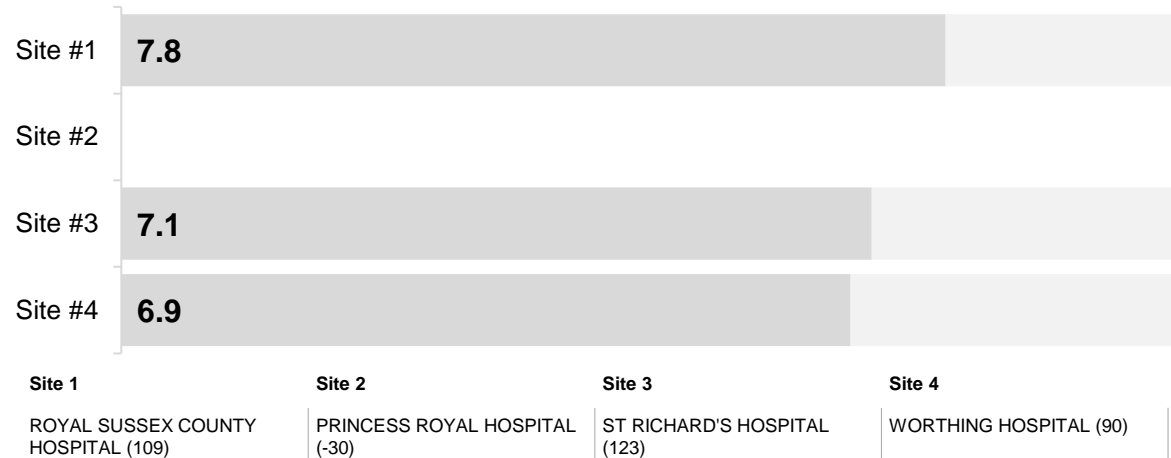 Site #1 7.8
Site #2
Site #3 7.1
Site #4 6.9
Site 1 Site 2 Site 3 Site 4
ROYAL SUSSEX COUNTY
HOSPITAL (109)
PRINCESS ROYAL HOSPITAL
(-30)
ST RICHARD'S HOSPITAL
(123)
WORTHING HOSPITAL (90)